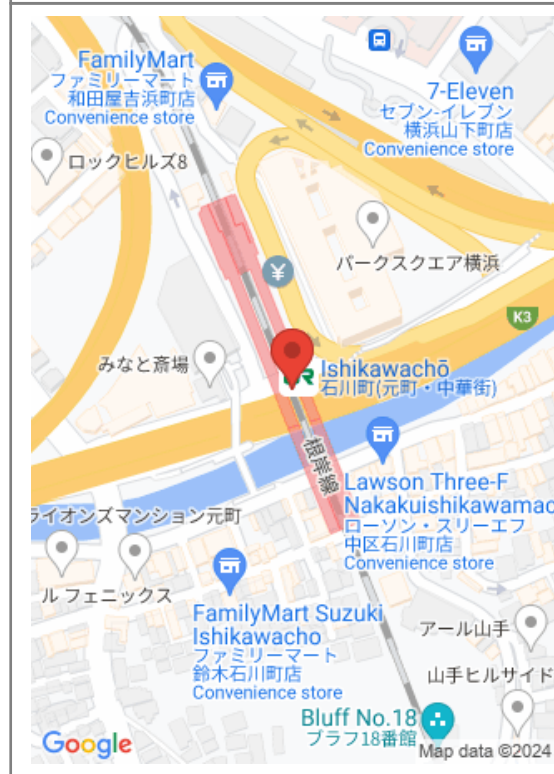 FamilyMart
ファミリーマート
和田屋吉浜町店
Convenience store
7-Eleven
セブン-イレブン
横浜山下町店
Convenience store
ロックヒルズ8
パークスクエア横浜
¥
K3
みなと斎場
JR
Ishikawachō
石川町(元町・中華街)
根岸線
Lawson Three-F
Nakakuishikawamac
ローソン・スリーエフ
中区石川町店
Convenience store
ライオンズマンション元町
ル フェニックス
FamilyMart Suzuki
Ishikawacho
ファミリーマート
鈴木石川町店
Convenience store
アール山手
山手ヒルサイド
Bluff No.18
ブラフ18番館
Google
Map data ©2024